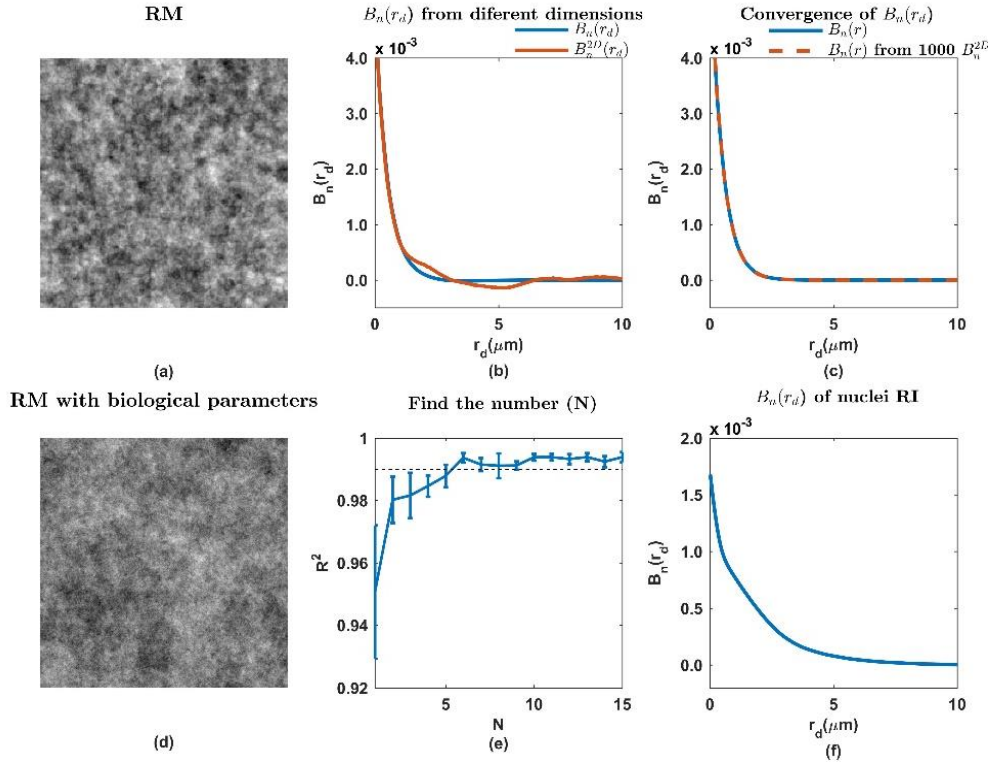 RM
B_n(r_d) from diferent dimensions
B_n(r_d)
B_n^{2D}(r_d)
x 10^-3
4.0
3.0
2.0
1.0
0.0
B_n(r_d)
0
5
10
r_d(μm)
Convergence of B_n(r_d)
B_n(r)
B_n(r) from 1000 B_n^{2D}
x 10^-3
4.0
3.0
2.0
1.0
0.0
B_n(r_d)
0
5
10
r_d(μm)
(a)
(b)
(c)
RM with biological parameters
Find the number (N)
1
0.98
0.96
0.94
0.92
R^2
5
10
15
N
B_n(r_d) of nuclei RI
x 10^-3
2.0
1.5
1.0
0.5
0.0
B_n(r_d)
0
5
10
r_d(μm)
(d)
(e)
(f)